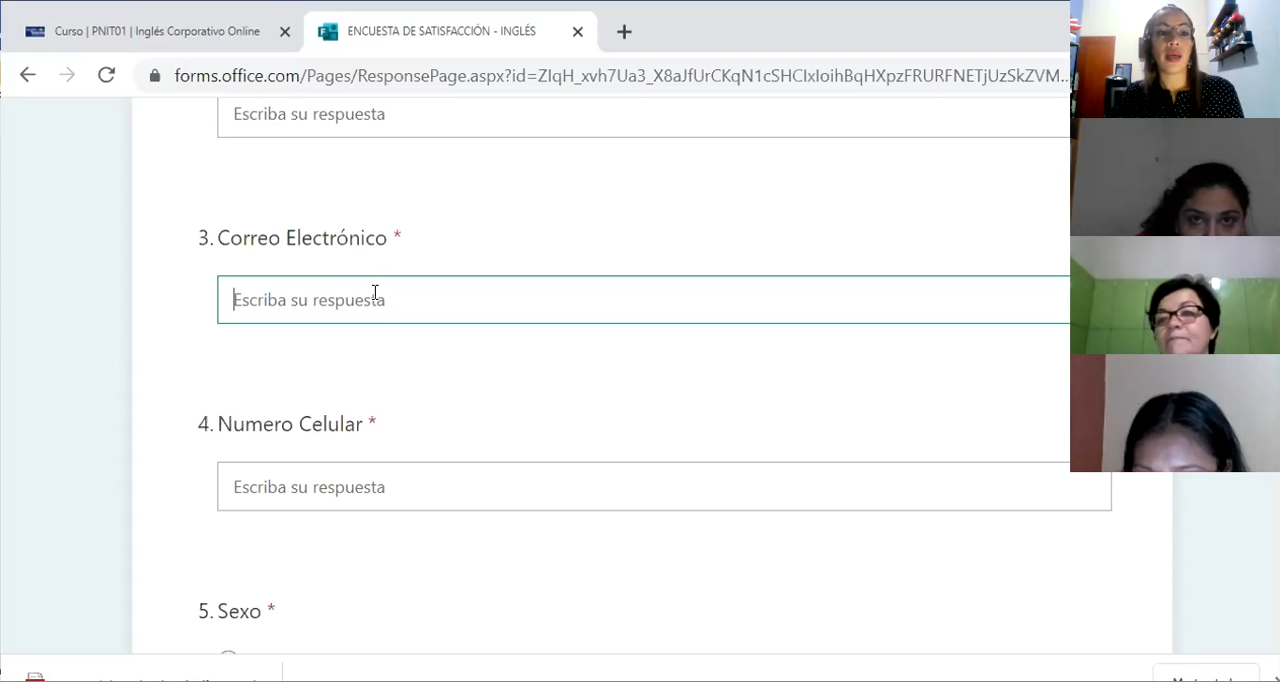 Curso | PNIT01 | Inglés Corporativo Online
ENCUESTA DE SATISFACCIÓN - INGLÉS
forms.office.com/Pages/ResponsePage.aspx?id=ZIqH_xvh7Ua3_X8aJfUrCKqN1cSHCIxIoihBqHXpzFRURFNETjUzSkZVM...
Escriba su respuesta
3. Correo Electrónico *
Escriba su respuesta
4. Numero Celular *
Escriba su respuesta
5. Sexo *